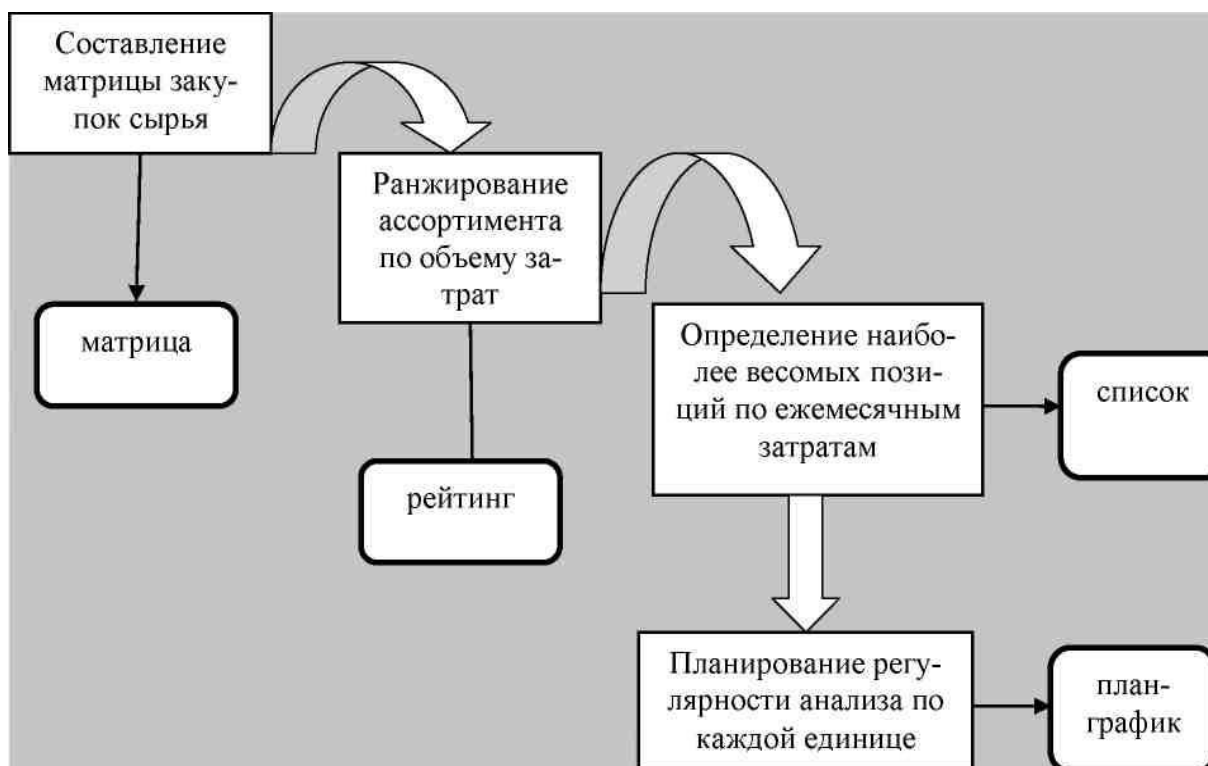 Составление
матрицы заку-
пок сырья
Ранжирование
ассортимента
по объему за-
трат
матрица
Определение наибо-
лее весомых пози-
ций по ежемесячным
затратам
список
рейтинг
Планирование регу-
лярности анализа по
каждой единице
план-
график